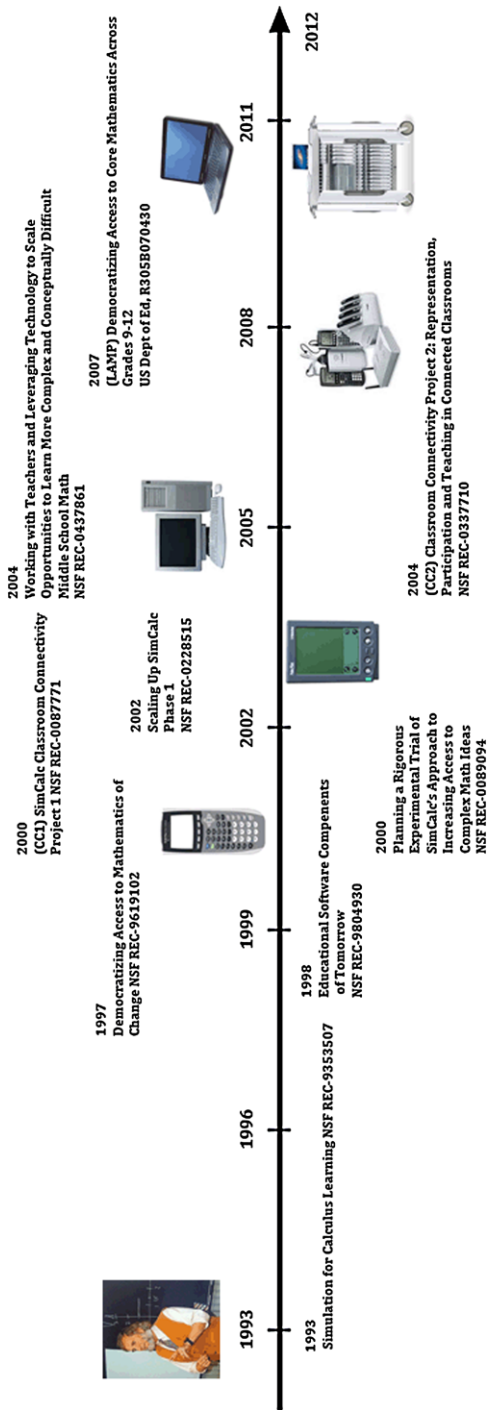 1993
1996
1999
2002
2005
2008
2011
2012
1993
Simulation for Calculus Learning NSF REC-9353507
1997
Democratizing Access to Mathematics of
Change NSF REC-9619102
1998
Educational Software Compenents
of Tomorrow
NSF REC-9804930
2000
(CC1) SimCalc Classroom Connectivity
Project 1 NSF REC-0087771
2000
Planning a Rigorous
Experimental Trial of
SimCalc's Approach to
Increasing Access to
Complex Math Ideas
NSF REC-0089094
2002
Scaling Up SimCalc
Phase 1
NSF REC-0228515
2004
Working with Teachers and Leveraging Technology to Scale
Opportunities to Learn More Complex and Conceptually Difficult
Middle School Math
NSF REC-0437861
2004
(CC2) Classroom Connectivity Project 2: Representation,
Participation and Teaching in Connected Classrooms
NSF REC-0337710
2007
(LAMP) Democratizing Access to Core Mathematics Across
Grades 9-12
US Dept of Ed, R305B070430